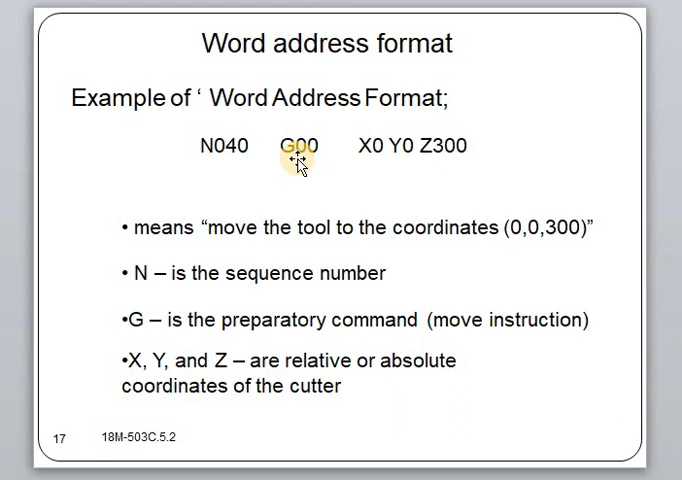 Word address format
Example of ‘ Word Address Format;
N040 G00 X0 Y0 Z300
• means “move the tool to the coordinates (0,0,300)”
• N – is the sequence number
•G – is the preparatory command (move instruction)
•X, Y, and Z – are relative or absolute
coordinates of the cutter
17 18M-503C.5.2